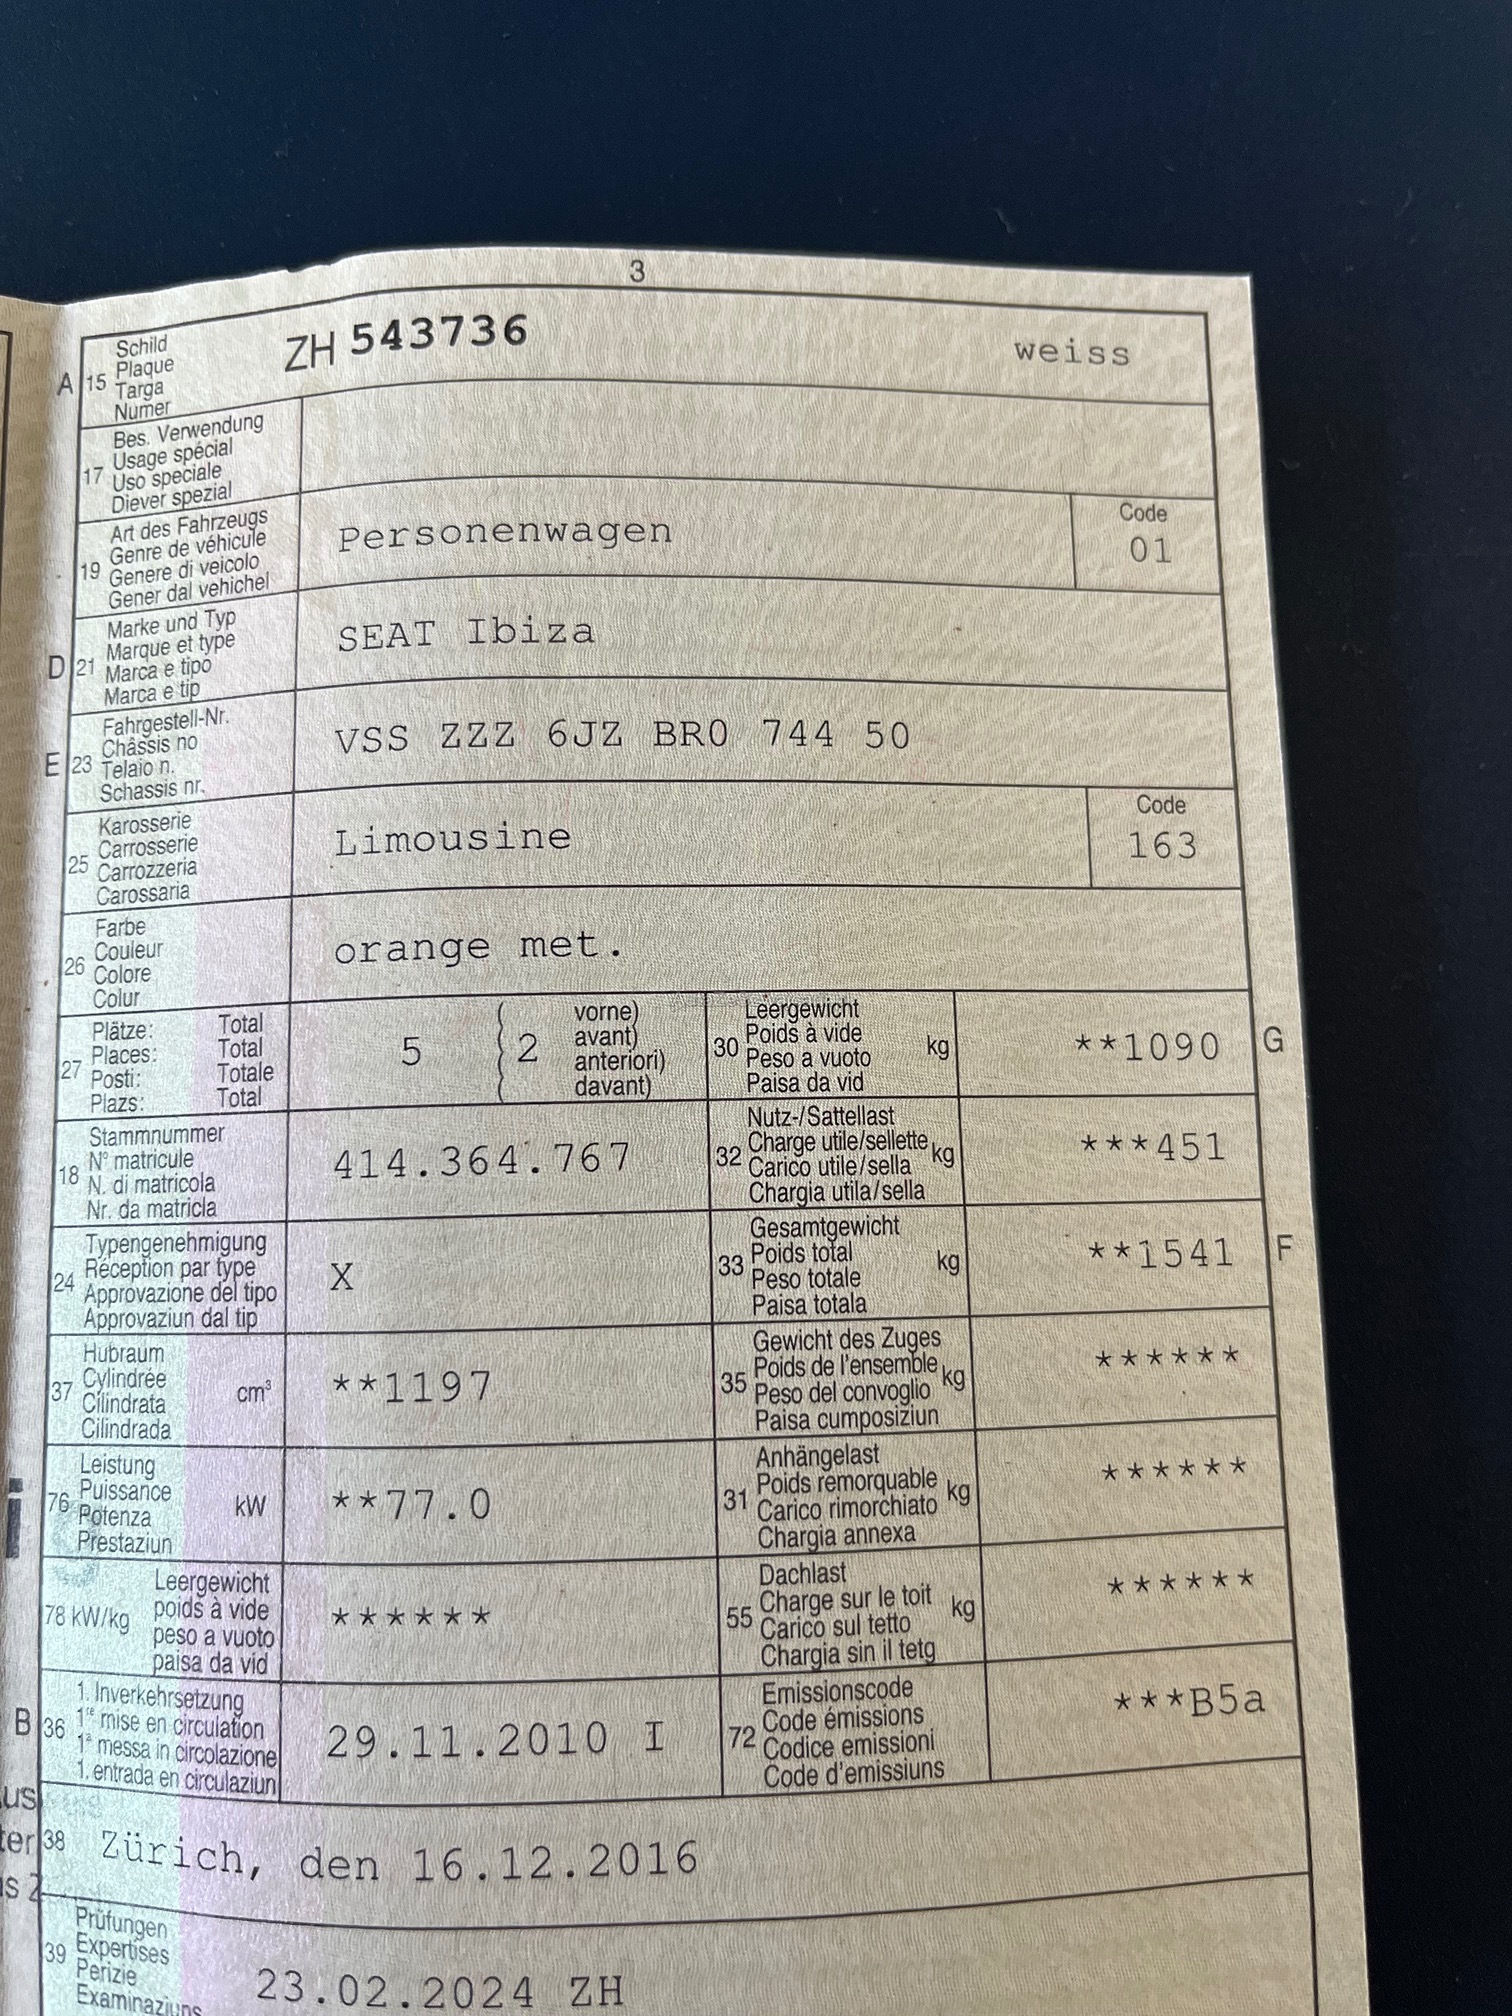 3
A 15 Schild
Plaque
Targa
Numer
ZH 543736 weiss
17 Bes. Verwendung
Usage spécial
Uso speciale
Diever spezial
19 Art des Fahrzeugs
Genre de véhicule
Genere di veicolo
Gener dal vehichel
Personenwagen
Code
01
D 21 Marke und Typ
Marque et type
Marca e tipo
Marca e tip
SEAT Ibiza
E 23 Fahrgestell-Nr.
Châssis no
Telaio n.
Schassis nr.
VSS ZZZ 6JZ BR0 744 50
25 Karosserie
Carrosserie
Carrozzeria
Carossaria
Limousine
Code
163
26 Farbe
Couleur
Colore
Colur
orange met.
27 Plätze: Total
Places: Total
Posti: Totale
Plazs: Total
5 2
vorne)
avant)
anteriori)
davant)
30 Leergewicht
Poids à vide
Peso a vuoto
Paisa da vid
kg **1090 G
18 Stammnummer
N° matricule
N. di matricola
Nr. da matricla
414.364.767
32 Nutz-/Sattellast
Charge utile/sellette
Carico utile/sella
Chargia utila/sella
kg ***451
24 Typengenehmigung
Réception par type
Approvazione del tipo
Approvaziun dal tip
X
33 Gesamtgewicht
Poids total
Peso totale
Paisa totala
kg **1541 F
37 Hubraum
Cylindrée
Cilindrata
Cilindrada
cm³ **1197
35 Gewicht des Zuges
Poids de l'ensemble
Peso del convoglio
Paisa cumposiziun
kg ******
76 Leistung
Puissance
Potenza
Prestaziun
kW **77.0
31 Anhängelast
Poids remorquable
Carico rimorchiato
Chargia annexa
kg ******
78 kW/kg Leergewicht
poids à vide
peso a vuoto
paisa da vid
******
55 Dachlast
Charge sur le toit
Carico sul tetto
Chargia sin il tetg
kg ******
B 36 1. Inverkehrsetzung
1re mise en circulation
1a messa in circolazione
1. entrada en circulaziun
29.11.2010 I
72 Emissionscode
Code émissions
Codice emissioni
Code d'emissiuns
***B5a
38 Zürich, den 16.12.2016
39 Prüfungen
Expertises
Perizie
Examinaziuns
23.02.2024 ZH